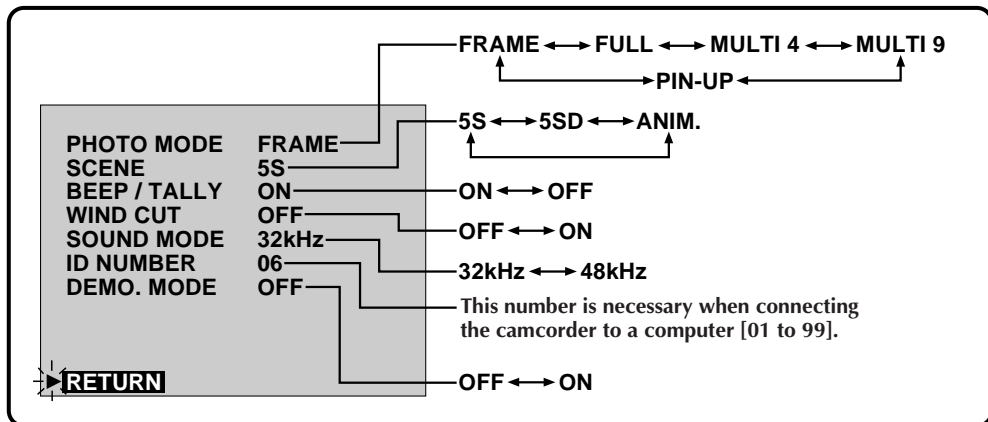 FRAME ↔ FULL ↔ MULTI 4 ↔ MULTI 9
PIN-UP
5S ↔ 5SD ↔ ANIM.
PHOTO MODE FRAME
SCENE 5S
BEEP / TALLY ON
WIND CUT OFF
SOUND MODE 32kHz
ID NUMBER 06
DEMO. MODE OFF
RETURN
ON ↔ OFF
OFF ↔ ON
32kHz ↔ 48kHz
This number is necessary when connecting
the camcorder to a computer [01 to 99].
OFF ↔ ON